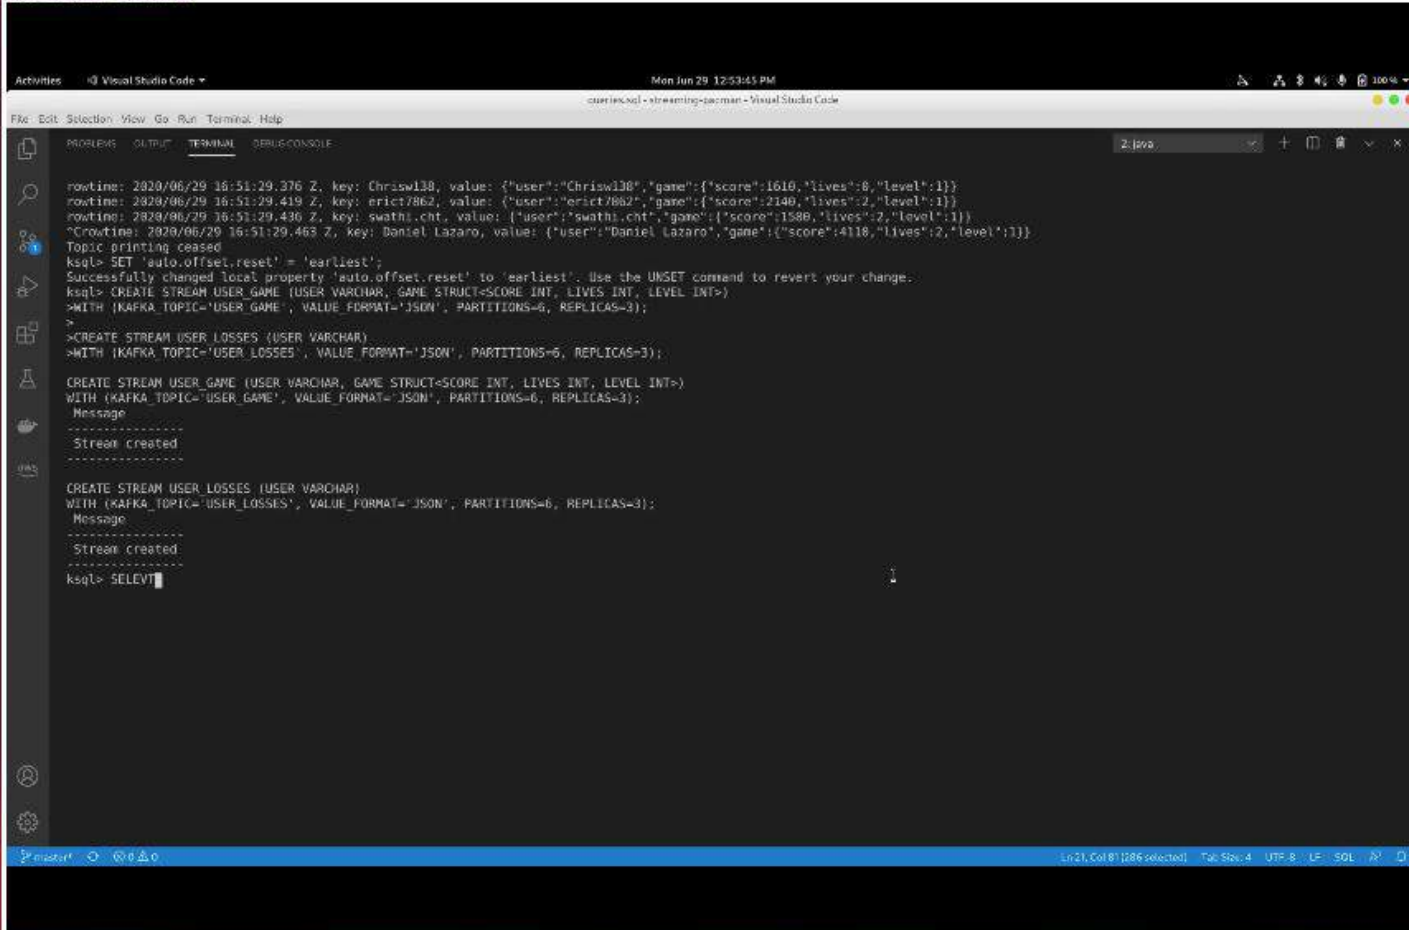 Activities Visual Studio Code Mon Jun 29 12:53:45 PM 100 %
queries.sql - streaming-pacman - Visual Studio Code
File Edit Selection View Go Run Terminal Help
PROBLEMS OUTPUT TERMINAL DEBUG CONSOLE 2: java
rowtime: 2020/06/29 16:51:29.376 Z, key: Chrisw138, value: {"user":"Chrisw138","game":{"score":1610,"lives":0,"level":1}}
rowtime: 2020/06/29 16:51:29.419 Z, key: erict7862, value: {"user":"erict7862","game":{"score":2140,"lives":2,"level":1}}
rowtime: 2020/06/29 16:51:29.436 Z, key: swathi.cht, value: {"user":"swathi.cht","game":{"score":1580,"lives":2,"level":1}}
^Crowtime: 2020/06/29 16:51:29.463 Z, key: Daniel Lazaro, value: {"user":"Daniel Lazaro","game":{"score":4110,"lives":2,"level":1}}
Topic printing ceased
ksql> SET 'auto.offset.reset' = 'earliest';
Successfully changed local property 'auto.offset.reset' to 'earliest'. Use the UNSET command to revert your change.
ksql> CREATE STREAM USER_GAME (USER VARCHAR, GAME STRUCT<SCORE INT, LIVES INT, LEVEL INT>)
>WITH (KAFKA_TOPIC='USER_GAME', VALUE_FORMAT='JSON', PARTITIONS=6, REPLICAS=3);
>
>CREATE STREAM USER_LOSSES (USER VARCHAR)
>WITH (KAFKA_TOPIC='USER_LOSSES', VALUE_FORMAT='JSON', PARTITIONS=6, REPLICAS=3);
CREATE STREAM USER_GAME (USER VARCHAR, GAME STRUCT<SCORE INT, LIVES INT, LEVEL INT>)
WITH (KAFKA_TOPIC='USER_GAME', VALUE_FORMAT='JSON', PARTITIONS=6, REPLICAS=3);
Message
----------------
Stream created
----------------
CREATE STREAM USER_LOSSES (USER VARCHAR)
WITH (KAFKA_TOPIC='USER_LOSSES', VALUE_FORMAT='JSON', PARTITIONS=6, REPLICAS=3);
Message
----------------
Stream created
----------------
ksql> SELEVT
aws
1
master* 0 0 Ln 21, Col 81 (286 selected) Tab Size: 4 UTF-8 LF SQL